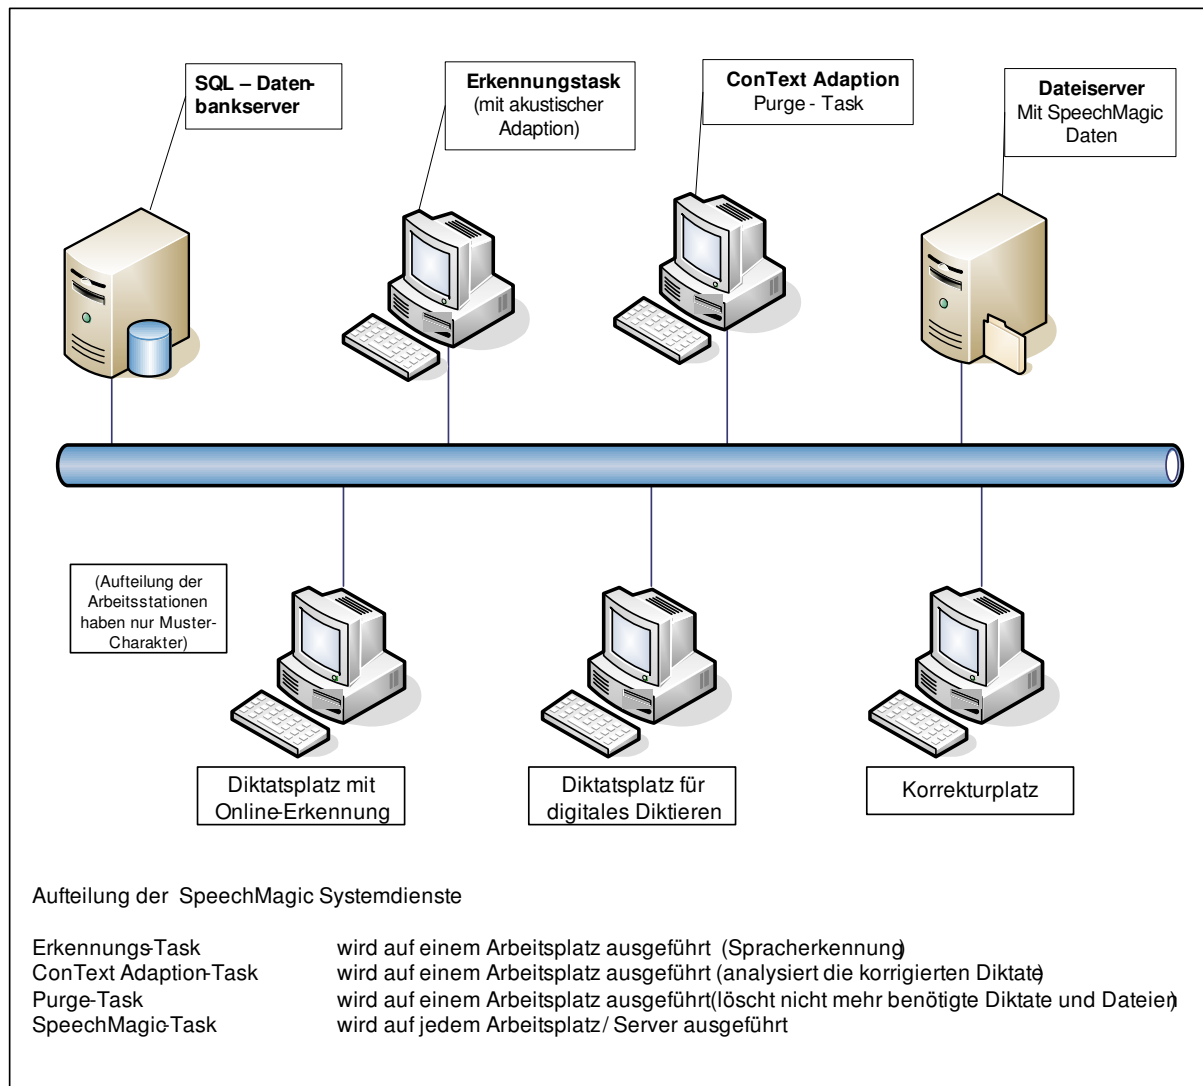 SQL – Daten-
bankserver
Erkennungstask
(mit akustischer
Adaption)
ConText Adaption
Purge - Task
Dateiserver
Mit SpeechMagic
Daten
(Aufteilung der
Arbeitsstationen
haben nur Muster-
Charakter)
Diktatsplatz mit
Online-Erkennung
Diktatsplatz für
digitales Diktieren
Korrekturplatz
Aufteilung der SpeechMagic Systemdienste
Erkennungs-Task wird auf einem Arbeitsplatz ausgeführt (Spracherkennung)
ConText Adaption-Task wird auf einem Arbeitsplatz ausgeführt (analysiert die korrigierten Diktate)
Purge-Task wird auf einem Arbeitsplatz ausgeführt(löscht nicht mehr benötigte Diktate und Dateien)
SpeechMagic-Task wird auf jedem Arbeitsplatz/ Server ausgeführt